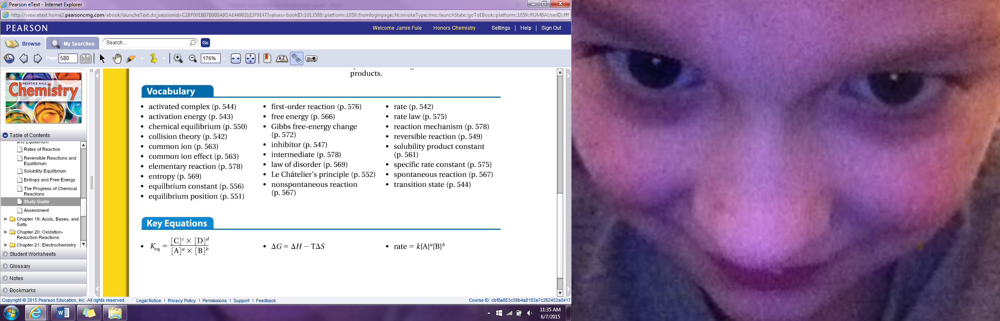 Pearson eText - Internet Explorer
http://view.etext.home2.pearsoncmg.com/ebook/launcheText.do;jsessionid=C2BF00EB07B000A9DAE449031E3F9E47?values=bookID::1013588::platform::1059::fromloginpage::N::invokeType::lms::launchState::goToEBook::platform::1059::RUMBAUserID::fff
PEARSON
Welcome Jamie Fule Honors Chemistry Settings | Help | Sign Out
Browse My Searches Search... Go
Page 580 176% A Z
PRENTICE HALL
Chemistry
Table of Contents
and Equilibrium
Rates of Reaction
Reversible Reactions and
Equilibrium
Solubility Equilibrium
Entropy and Free Energy
The Progress of Chemical
Reactions
Study Guide
Assessment
Chapter 19: Acids, Bases, and
Salts
Chapter 20: Oxidation-
Reduction Reactions
Chapter 21: Electrochemistry
Student Worksheets
Glossary
Notes
Bookmarks
products.
Vocabulary
• activated complex (p. 544)
• activation energy (p. 543)
• chemical equilibrium (p. 550)
• collision theory (p. 542)
• common ion (p. 563)
• common ion effect (p. 563)
• elementary reaction (p. 578)
• entropy (p. 569)
• equilbrium constant (p. 556)
• equilibrium position (p. 551)
• first-order reaction (p. 576)
• free energy (p. 566)
• Gibbs free-energy change
(p. 572)
• inhibitor (p. 547)
• intermediate (p. 578)
• law of disorder (p. 569)
• Le Châtelier's principle (p. 552)
• nonspontaneous reaction
(p. 567)
• rate (p. 542)
• rate law (p. 575)
• reaction mechanism (p. 578)
• reversible reaction (p. 549)
• solubility product constant
(p. 561)
• specific rate constant (p. 575)
• spontaneous reaction (p. 567)
• transition state (p. 544)
Key Equations
• Keq = [C]ᶜ × [D]ᵈ / [A]ᵃ × [B]ᵇ
• ΔG = ΔH − TΔS
• rate = k[A]ᵃ[B]ᵇ
Copyright © 2015 Pearson Education, Inc. All rights reserved. Legal Notice | Privacy Policy | Permissions | Support | Feedback Course ID: cbf8a853c58b4a8183a7c262452a0417
11:35 AM
6/7/2015